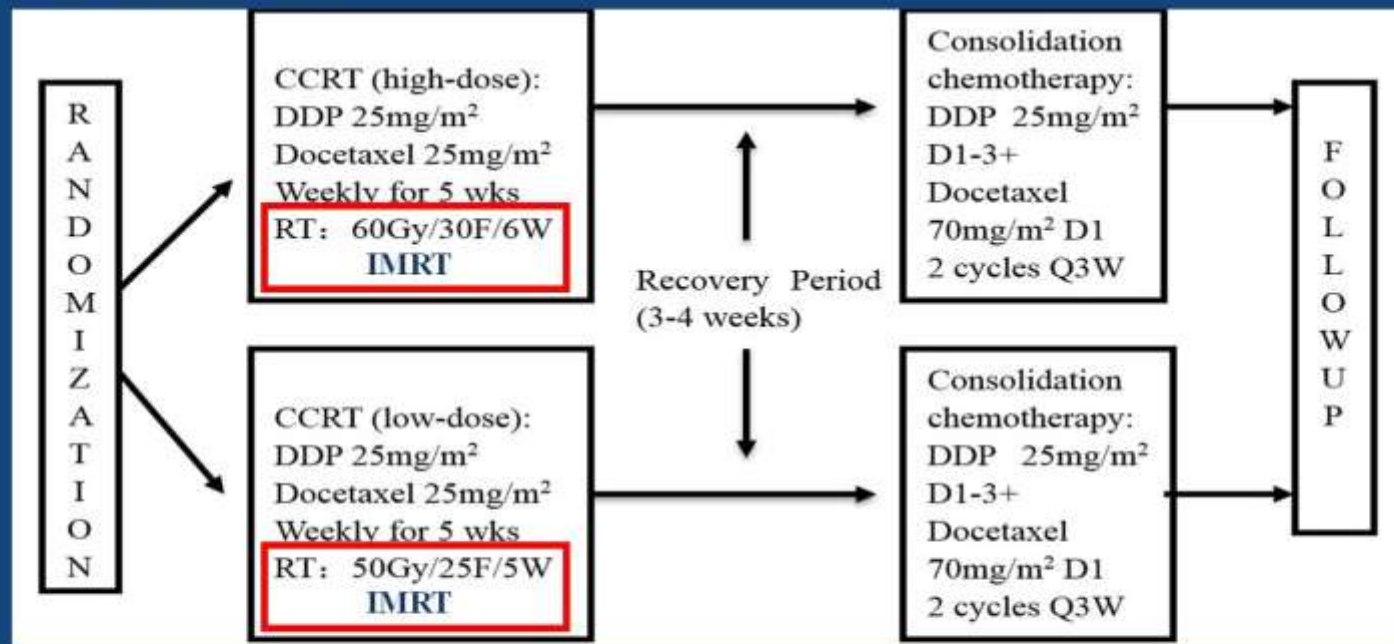 RANDOMIZATION
CCRT (high-dose):
DDP 25mg/m²
Docetaxel 25mg/m²
Weekly for 5 wks
RT：60Gy/30F/6W
IMRT
CCRT (low-dose):
DDP 25mg/m²
Docetaxel 25mg/m²
Weekly for 5 wks
RT：50Gy/25F/5W
IMRT
Recovery Period
(3-4 weeks)
Consolidation
chemotherapy:
DDP 25mg/m²
D1-3+
Docetaxel
70mg/m² D1
2 cycles Q3W
Consolidation
chemotherapy:
DDP 25mg/m²
D1-3+
Docetaxel
70mg/m² D1
2 cycles Q3W
FOLLOWUP